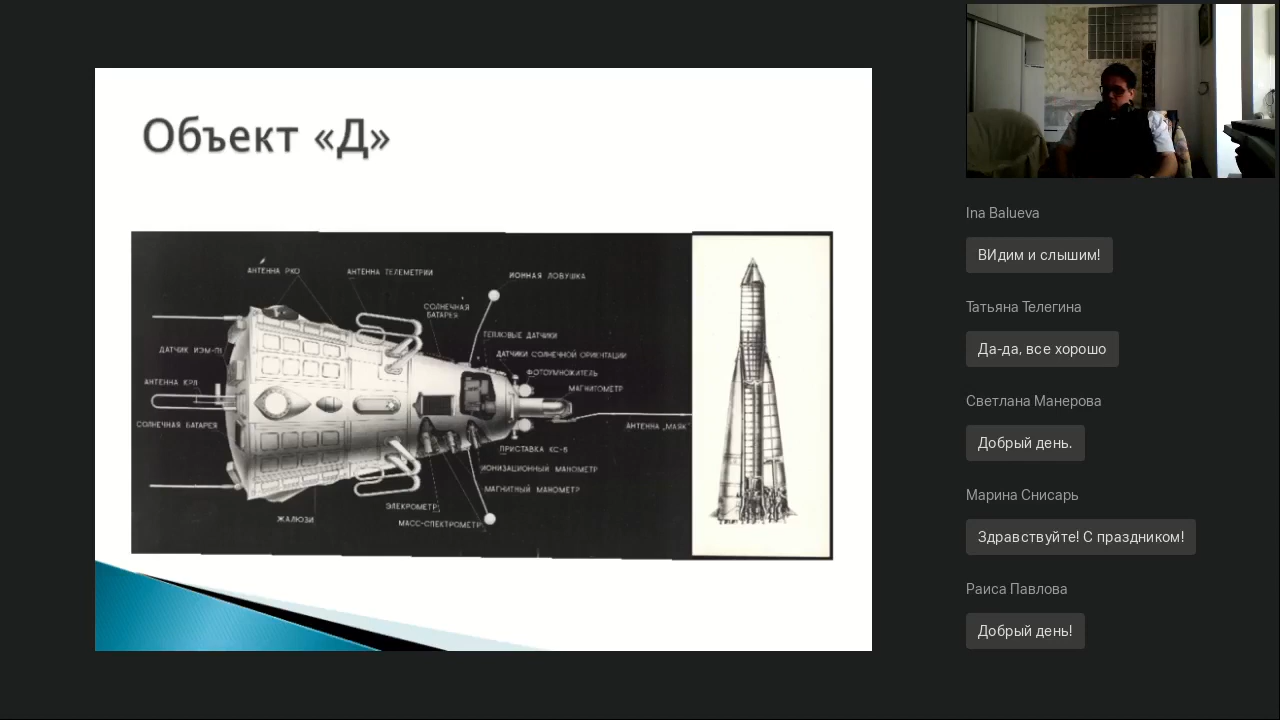 Объект «Д»
АНТЕННА РКО
АНТЕННА ТЕЛЕМЕТРИИ
ИОННАЯ ЛОВУШКА
СОЛНЕЧНАЯ
БАТАРЕЯ
ТЕПЛОВЫЕ ДАТЧИКИ
ДАТЧИК ИЭМ-П
ДАТЧИКИ СОЛНЕЧНОЙ ОРИЕНТАЦИИ
ФОТОУМНОЖИТЕЛЬ
АНТЕННА КРЛ
МАГНИТОМЕТР
СОЛНЕЧНАЯ БАТАРЕЯ
АНТЕННА „МАЯК"
ПРИСТАВКА КС-5
ИОНИЗАЦИОННЫЙ МАНОМЕТР
МАГНИТНЫЙ МАНОМЕТР
ЭЛЕКРОМЕТР
ЖАЛЮЗИ
МАСС-СПЕКТРОМЕТР
Ina Balueva
ВИдим и слышим!
Татьяна Телегина
Да-да, все хорошо
Светлана Манерова
Добрый день.
Марина Снисарь
Здравствуйте! С праздником!
Раиса Павлова
Добрый день!